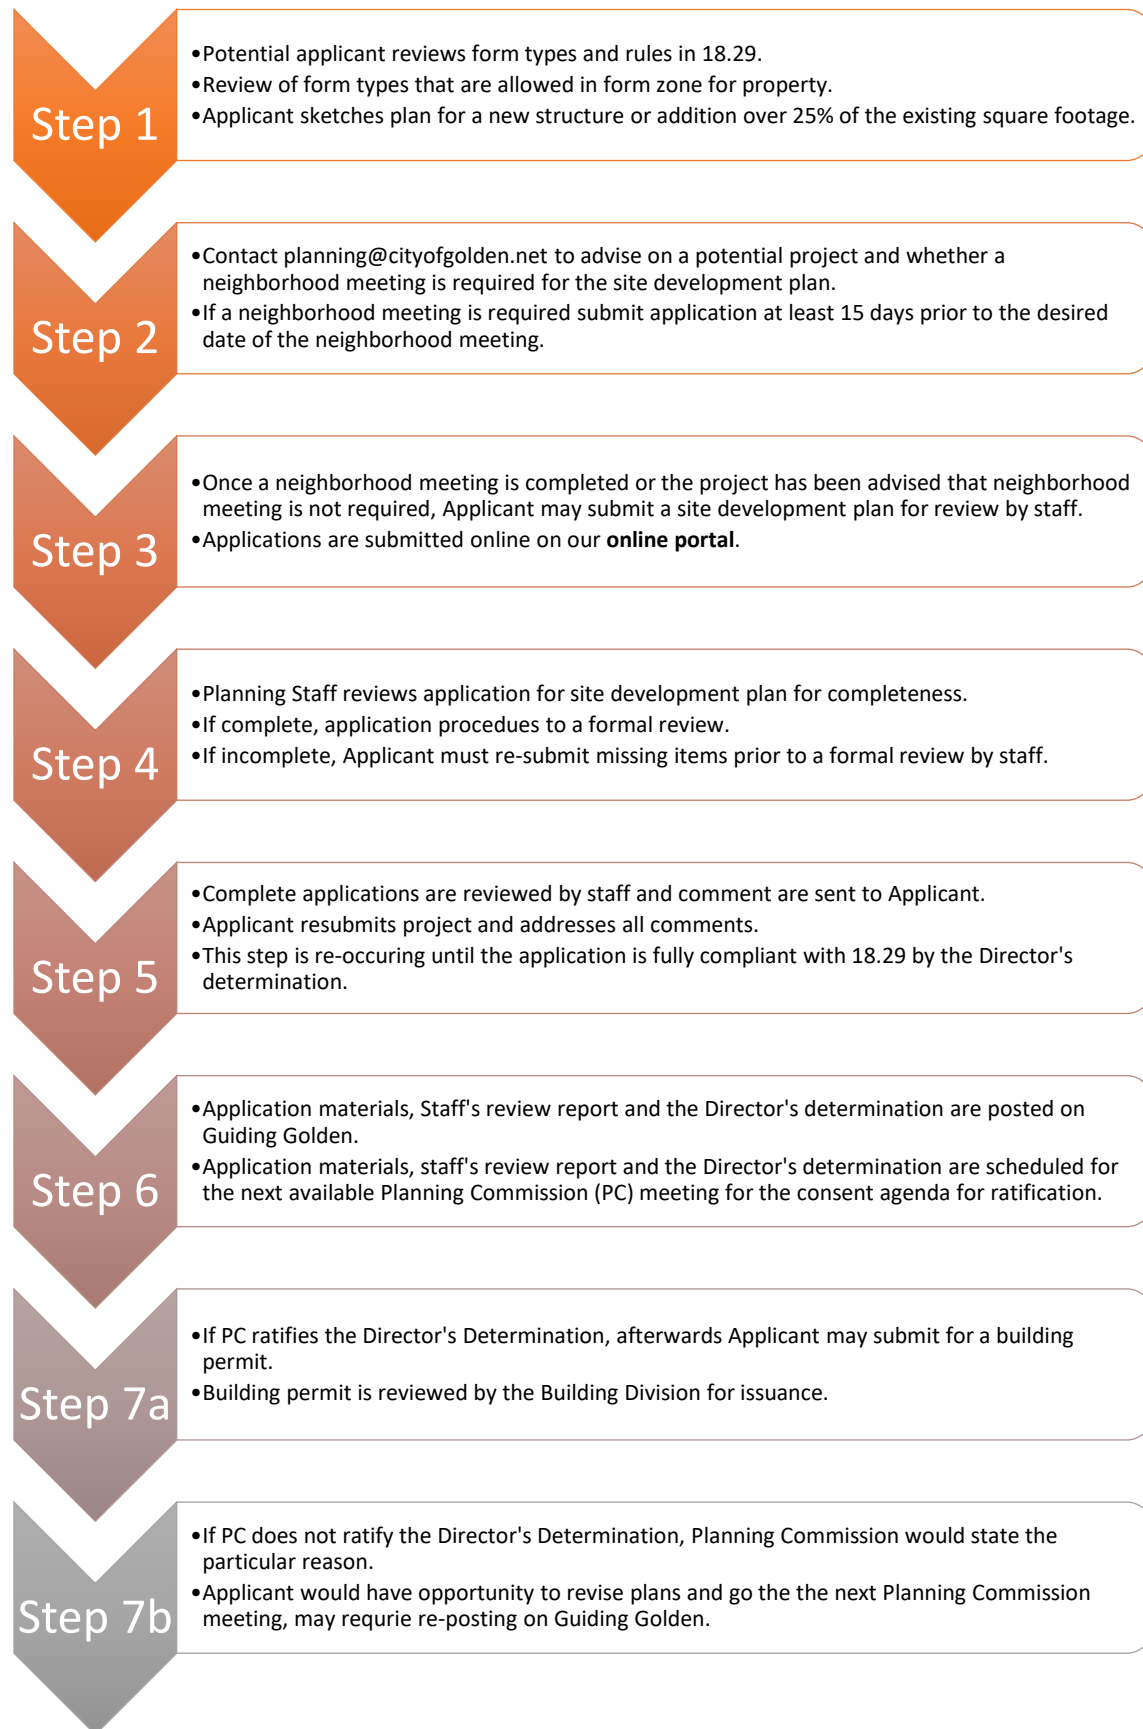 Step 1
•Potential applicant reviews form types and rules in 18.29.
•Review of form types that are allowed in form zone for property.
•Applicant sketches plan for a new structure or addition over 25% of the existing square footage.
Step 2
•Contact planning@cityofgolden.net to advise on a potential project and whether a
neighborhood meeting is required for the site development plan.
•If a neighborhood meeting is required submit application at least 15 days prior to the desired
date of the neighborhood meeting.
Step 3
•Once a neighborhood meeting is completed or the project has been advised that neighborhood
meeting is not required, Applicant may submit a site development plan for review by staff.
•Applications are submitted online on our online portal.
Step 4
•Planning Staff reviews application for site development plan for completeness.
•If complete, application procedues to a formal review.
•If incomplete, Applicant must re-submit missing items prior to a formal review by staff.
Step 5
•Complete applications are reviewed by staff and comment are sent to Applicant.
•Applicant resubmits project and addresses all comments.
•This step is re-occuring until the application is fully compliant with 18.29 by the Director's
determination.
Step 6
•Application materials, Staff's review report and the Director's determination are posted on
Guiding Golden.
•Application materials, staff's review report and the Director's determination are scheduled for
the next available Planning Commission (PC) meeting for the consent agenda for ratification.
Step 7a
•If PC ratifies the Director's Determination, afterwards Applicant may submit for a building
permit.
•Building permit is reviewed by the Building Division for issuance.
Step 7b
•If PC does not ratify the Director's Determination, Planning Commission would state the
particular reason.
•Applicant would have opportunity to revise plans and go the the next Planning Commission
meeting, may requrie re-posting on Guiding Golden.